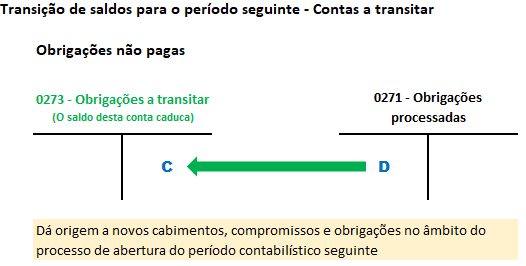 Transição de saldos para o período seguinte - Contas a transitar
Obrigações não pagas
0273 - Obrigações a transitar
(O saldo desta conta caduca)
0271 - Obrigações
processadas
C
D
Dá origem a novos cabimentos, compromissos e obrigações no âmbito do
processo de abertura do período contabilístico seguinte